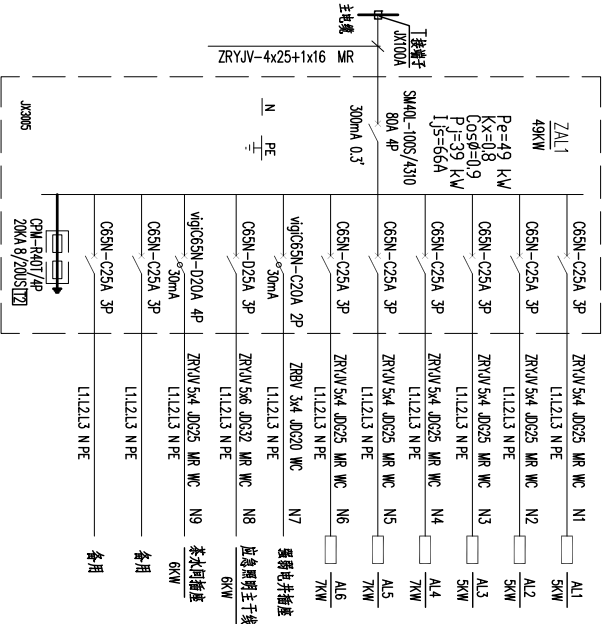 主电缆
T接端子
JX100A
ZRYJV-4x25+1x16 MR
ZAL1
49KW
Pe=49 kW
Kx=0.8
CosØ=0.9
Pj=39 kW
Ijs=66A
SM40L-100S/4310
80A 4P
300mA 0.3'
N
PE
JX3005
C65N-C25A 3P
ZRYJV 5x4 JDG25 MR WC N1
L1.L2.L3 N PE
AL1
5KW
C65N-C25A 3P
ZRYJV 5x4 JDG25 MR WC N2
L1.L2.L3 N PE
AL2
5KW
C65N-C25A 3P
ZRYJV 5x4 JDG25 MR WC N3
L1.L2.L3 N PE
AL3
5KW
C65N-C25A 3P
ZRYJV 5x4 JDG25 MR WC N4
L1.L2.L3 N PE
AL4
7KW
C65N-C25A 3P
ZRYJV 5x4 JDG25 MR WC N5
L1.L2.L3 N PE
AL5
7KW
C65N-C25A 3P
ZRYJV 5x4 JDG25 MR WC N6
L1.L2.L3 N PE
AL6
7KW
vigiC65N-C20A 2P
30mA
ZRBV 3x4 JDG20 WC N7
强弱电井插座
C65N-D25A 3P
ZRYJV 5x6 JDG32 MR WC N8
L1.L2.L3 N PE
应急照明主干线
6KW
vigiC65N-D20A 4P
30mA
ZRYJV 5x4 JDG25 MR WC N9
L1.L2.L3 N PE
茶水间插座
6KW
C65N-C25A 3P
L1.L2.L3 N PE
备用
C65N-C25A 3P
L1.L2.L3 N PE
备用
CPM-R40T/4P
20KA 8/20US T2